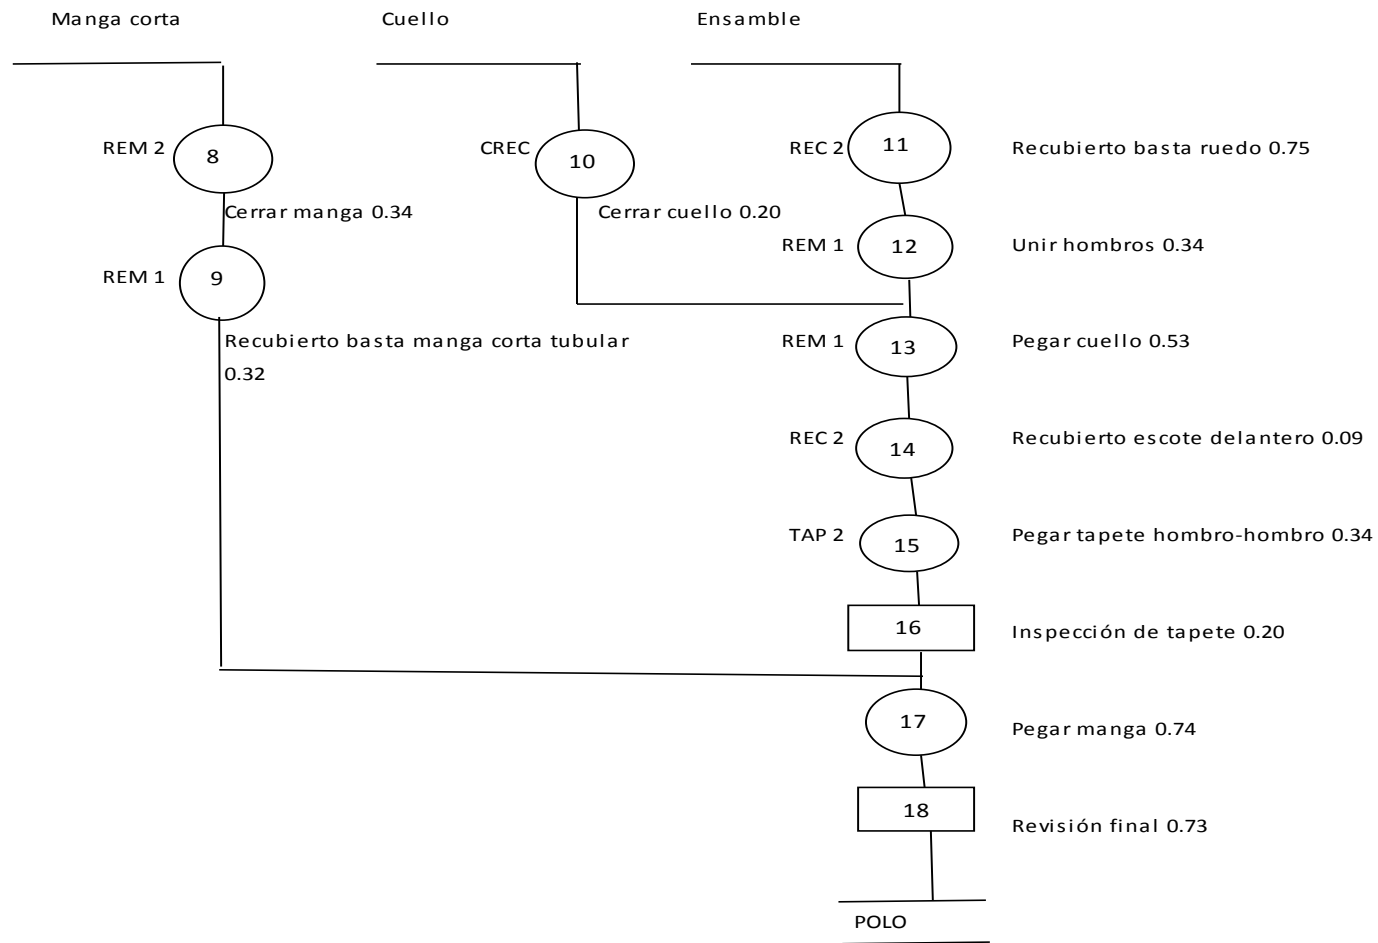 Manga corta
Cuello
Ensamble
REM 2
8
CREC
10
REC 2
11
Recubierto basta ruedo 0.75
Cerrar manga 0.34
Cerrar cuello 0.20
REM 1
12
Unir hombros 0.34
REM 1
9
Recubierto basta manga corta tubular
0.32
REM 1
13
Pegar cuello 0.53
REC 2
14
Recubierto escote delantero 0.09
TAP 2
15
Pegar tapete hombro-hombro 0.34
16
Inspección de tapete 0.20
17
Pegar manga 0.74
18
Revisión final 0.73
POLO